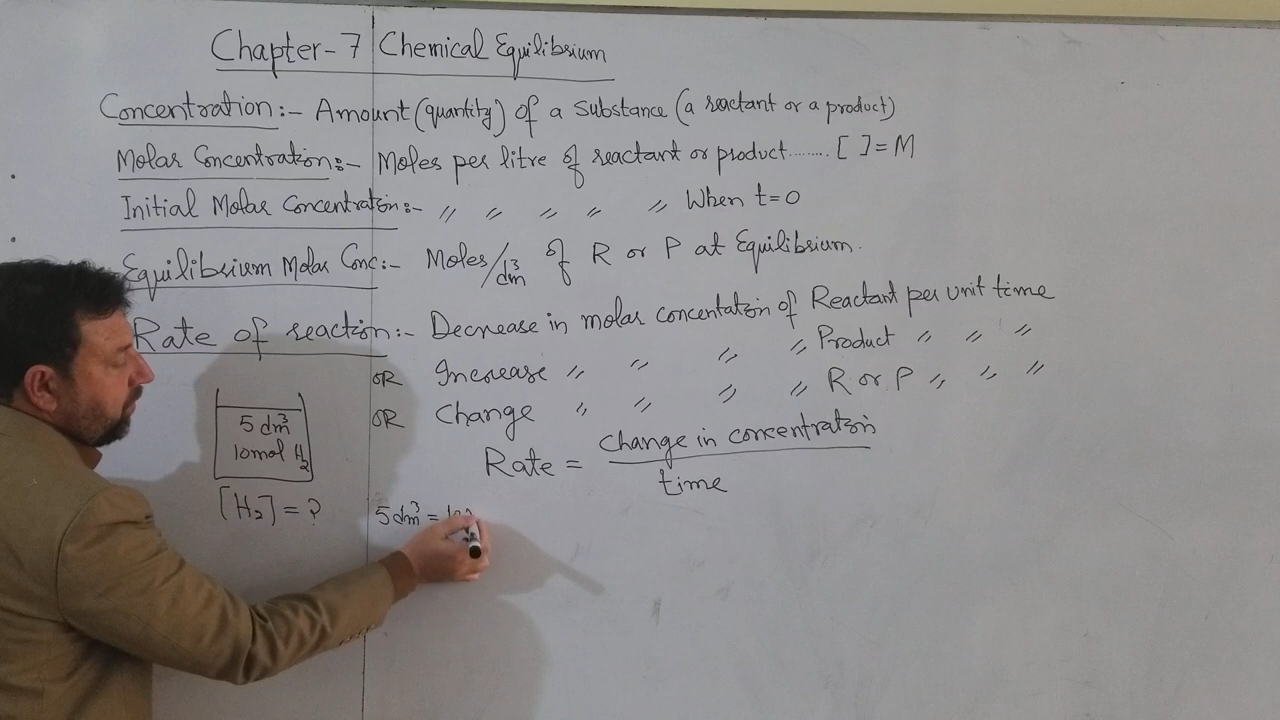 Chapter-7 Chemical Equilibrium
Concentration:- Amount (quantity) of a Substance (a reactant or a product)
Molar Concentration:- Moles per litre of reactant or product........ [ ]=M
Initial Molar Concentration:- " " " " " When t=0
Equilibrium Molar Conc:- Moles/dm³ of R or P at Equilibrium.
Rate of reaction:- Decrease in molar concentation of Reactant per unit time
OR Increase " " " " Product " " "
OR Change " " " " R or P " " "
Rate = change in concentration / time
5 dm³
10mol H₂
[H₂] = ?
5 dm³ = 10